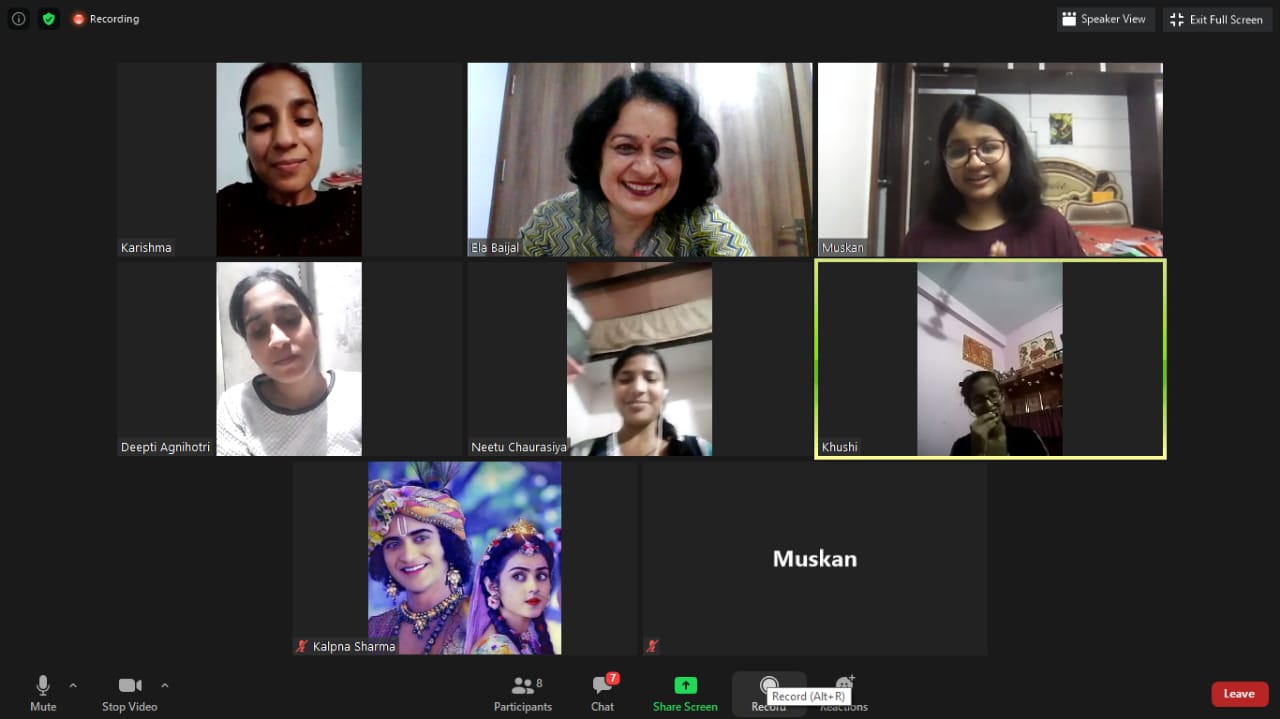 Recording
Speaker View
Exit Full Screen
Karishma
Ela Baijal
Muskan
Deepti Agnihotri
Neetu Chaurasiya
Khushi
Kalpna Sharma
Muskan
Mute
Stop Video
8
Participants
7
Chat
Share Screen
Record
Record (Alt+R)
Reactions
Leave